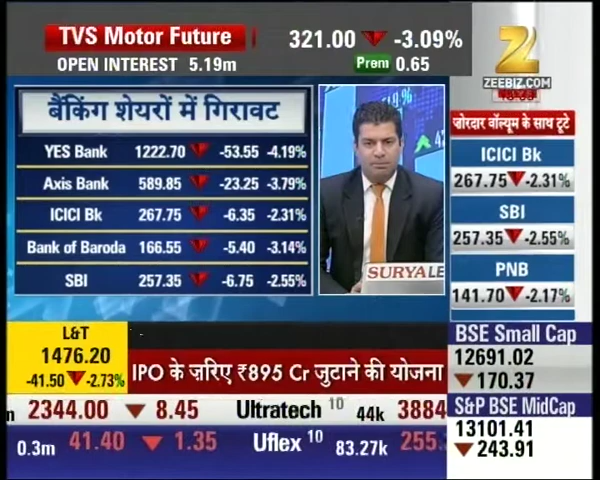 TVS Motor Future
321.00 -3.09%
OPEN INTEREST 5.19m
Prem 0.65
Z
ZEEBIZ.COM
बैंकिंग शेयरों में गिरावट
YES Bank 1222.70 -53.55 -4.19%
Axis Bank 589.85 -23.25 -3.79%
ICICI Bk 267.75 -6.35 -2.31%
Bank of Baroda 166.55 -5.40 -3.14%
SBI 257.35 -6.75 -2.55%
SURYA LE
ज़ोरदार वॉल्यूम के साथ टूटे
ICICI Bk
267.75 -2.31%
SBI
257.35 -2.55%
PNB
141.70 -2.17%
L&T
1476.20
-41.50 -2.73%
IPO के ज़रिए ₹895 Cr जुटाने की योजना
BSE Small Cap
12691.02
170.37
S&P BSE MidCap
13101.41
243.91
m 2344.00 8.45 Ultratech 10 44k 3884
0.3m 41.40 1.35 Uflex 10 83.27k 255.